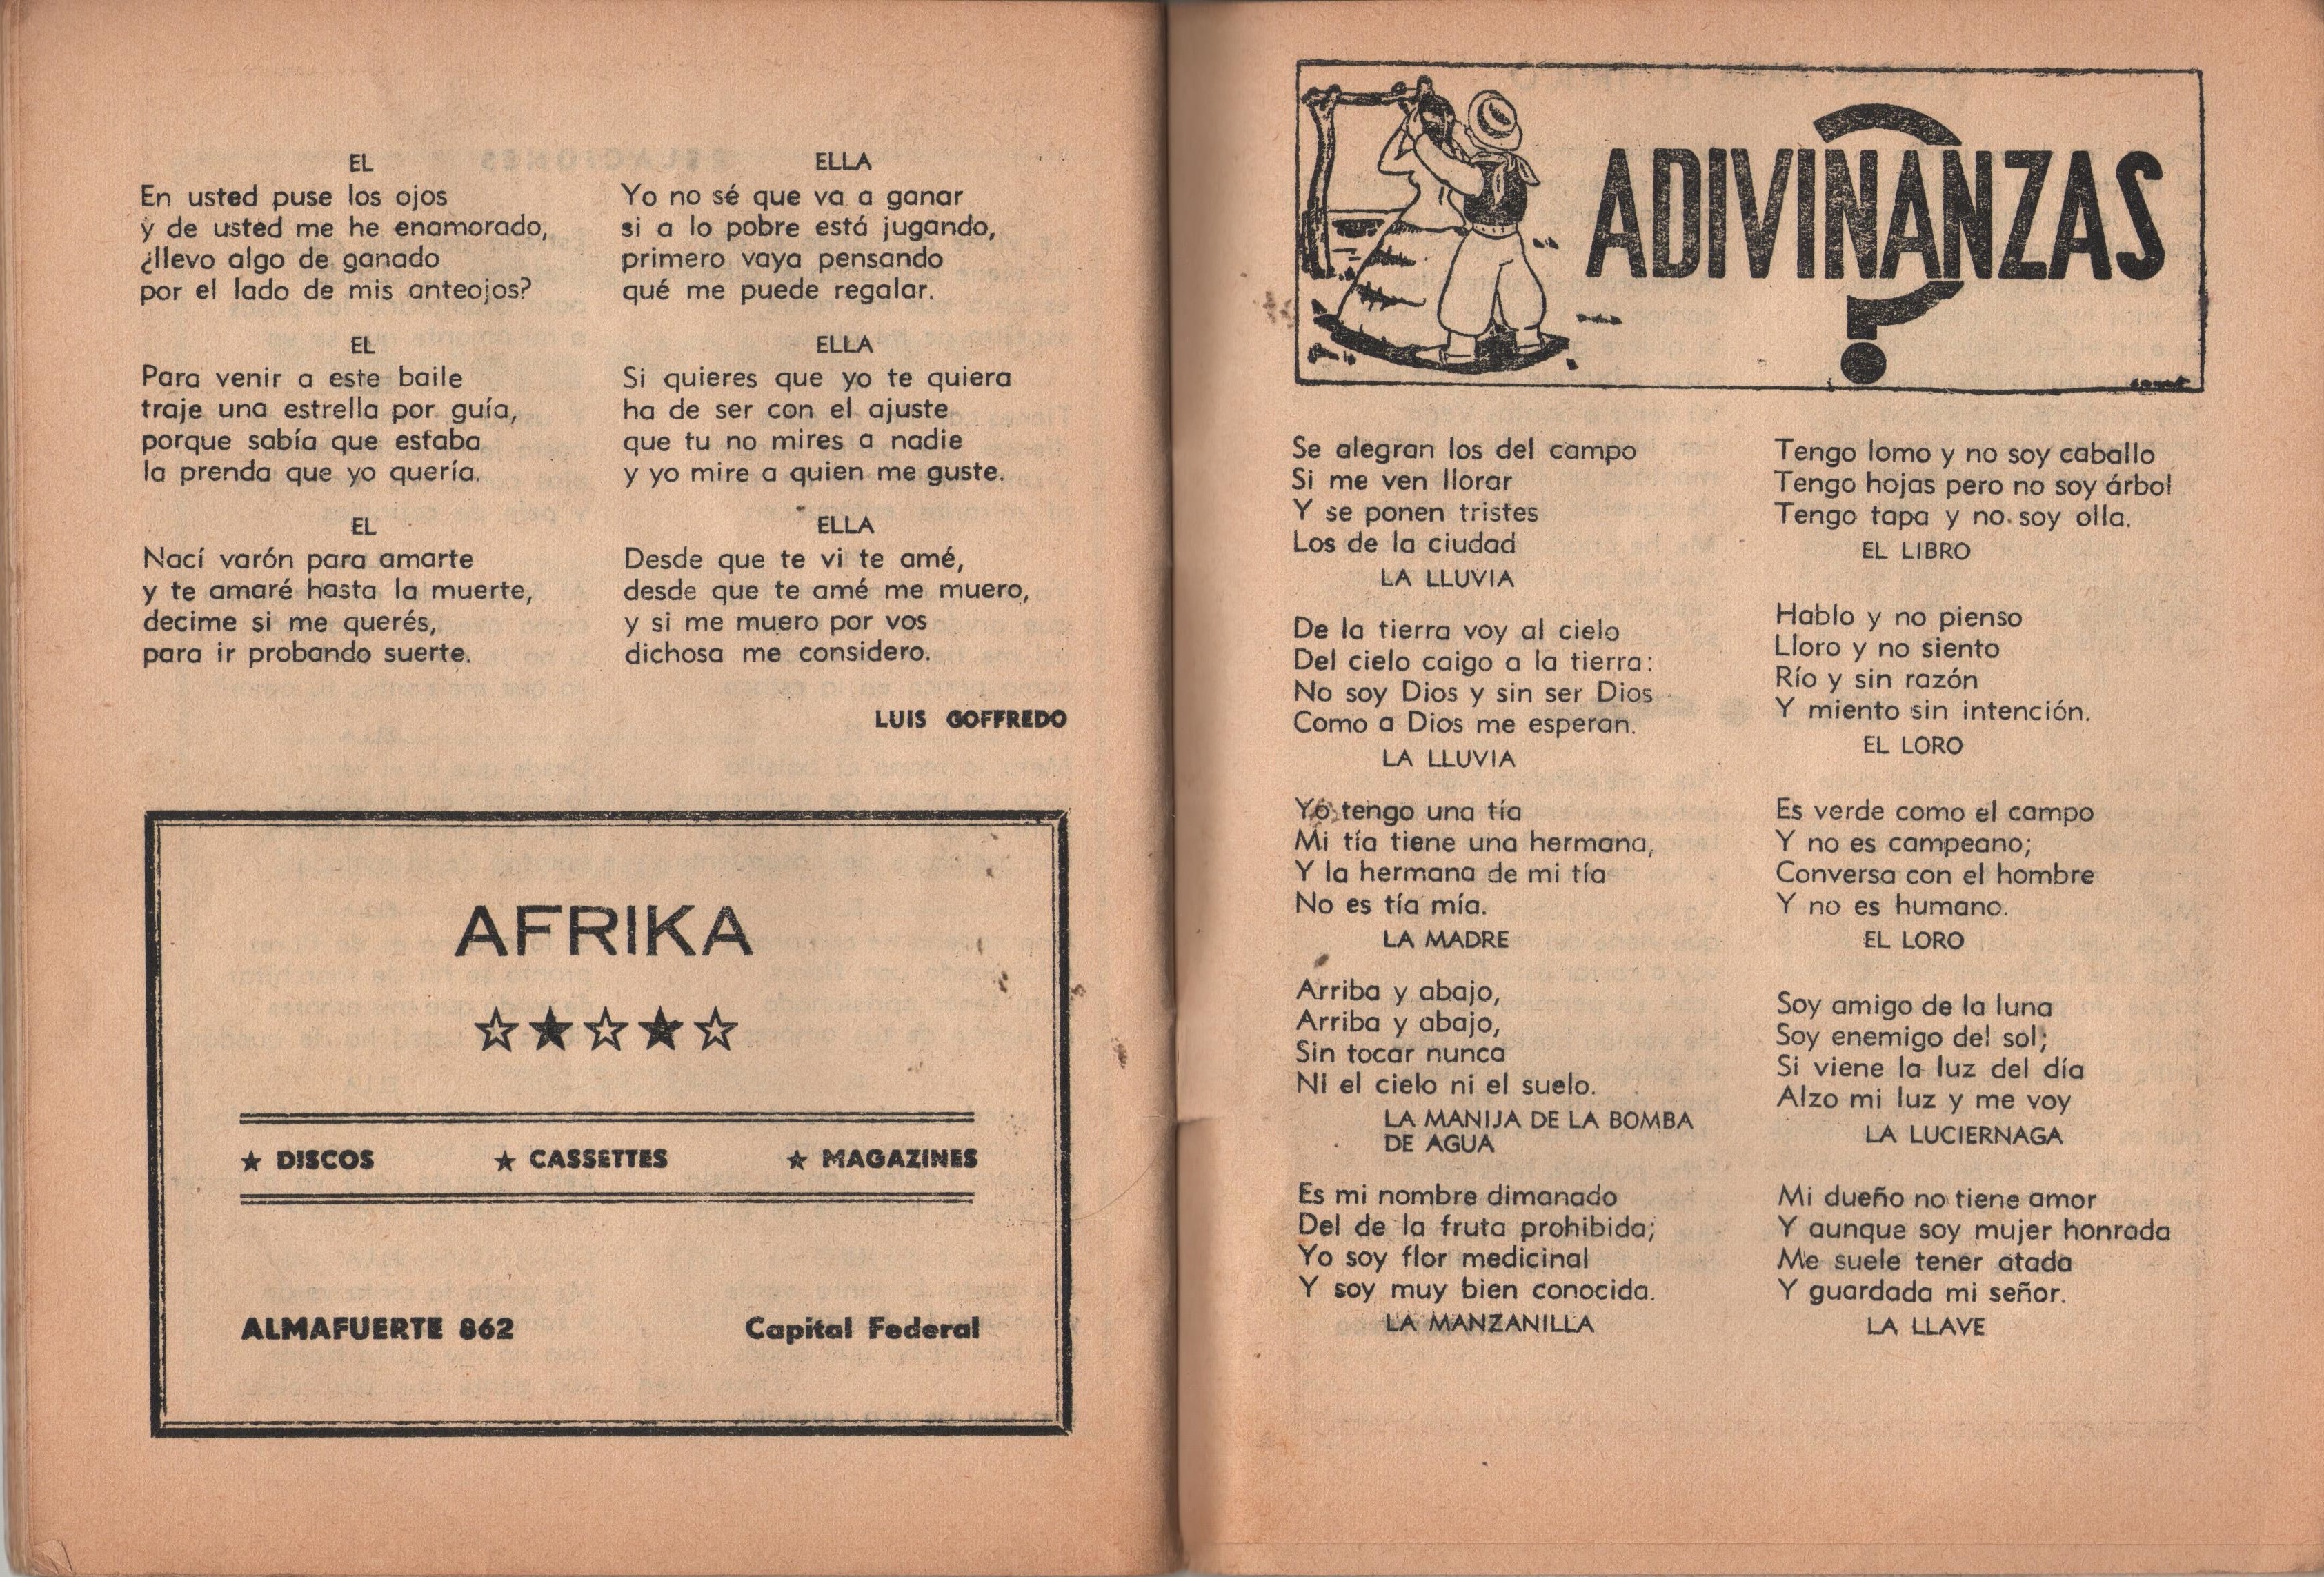 EL
En usted puse los ojos
y de usted me he enamorado,
¿llevo algo de ganado
por el lado de mis anteojos?
ELLA
Yo no sé que va a ganar
si a lo pobre está jugando,
primero vaya pensando
qué me puede regalar.
EL
Para venir a este baile
traje una estrella por guía,
porque sabía que estaba
la prenda que yo quería.
ELLA
Si quieres que yo te quiera
ha de ser con el ajuste
que tu no mires a nadie
y yo mire a quien me guste.
EL
Nací varón para amarte
y te amaré hasta la muerte,
decime si me querés,
para ir probando suerte.
ELLA
Desde que te vi te amé,
desde que te amé me muero,
y si me muero por vos
dichosa me considero.
LUIS GOFFREDO
AFRIKA
★ DISCOS ★ CASSETTES ★ MAGAZINES
ALMAFUERTE 862 Capital Federal
ADIVINANZAS
Se alegran los del campo
Si me ven llorar
Y se ponen tristes
Los de la ciudad
LA LLUVIA
De la tierra voy al cielo
Del cielo caigo a la tierra:
No soy Dios y sin ser Dios
Como a Dios me esperan.
LA LLUVIA
Yo tengo una tía
Mi tía tiene una hermana,
Y la hermana de mi tía
No es tía mía.
LA MADRE
Arriba y abajo,
Arriba y abajo,
Sin tocar nunca
Ni el cielo ni el suelo.
LA MANIJA DE LA BOMBA
DE AGUA
Es mi nombre dimanado
Del de la fruta prohibida;
Yo soy flor medicinal
Y soy muy bien conocida.
LA MANZANILLA
Tengo lomo y no soy caballo
Tengo hojas pero no soy árbol
Tengo tapa y no soy olla.
EL LIBRO
Hablo y no pienso
Lloro y no siento
Río y sin razón
Y miento sin intención.
EL LORO
Es verde como el campo
Y no es campeano;
Conversa con el hombre
Y no es humano.
EL LORO
Soy amigo de la luna
Soy enemigo del sol;
Si viene la luz del día
Alzo mi luz y me voy
LA LUCIERNAGA
Mi dueño no tiene amor
Y aunque soy mujer honrada
Me suele tener atada
Y guardada mi señor.
LA LLAVE